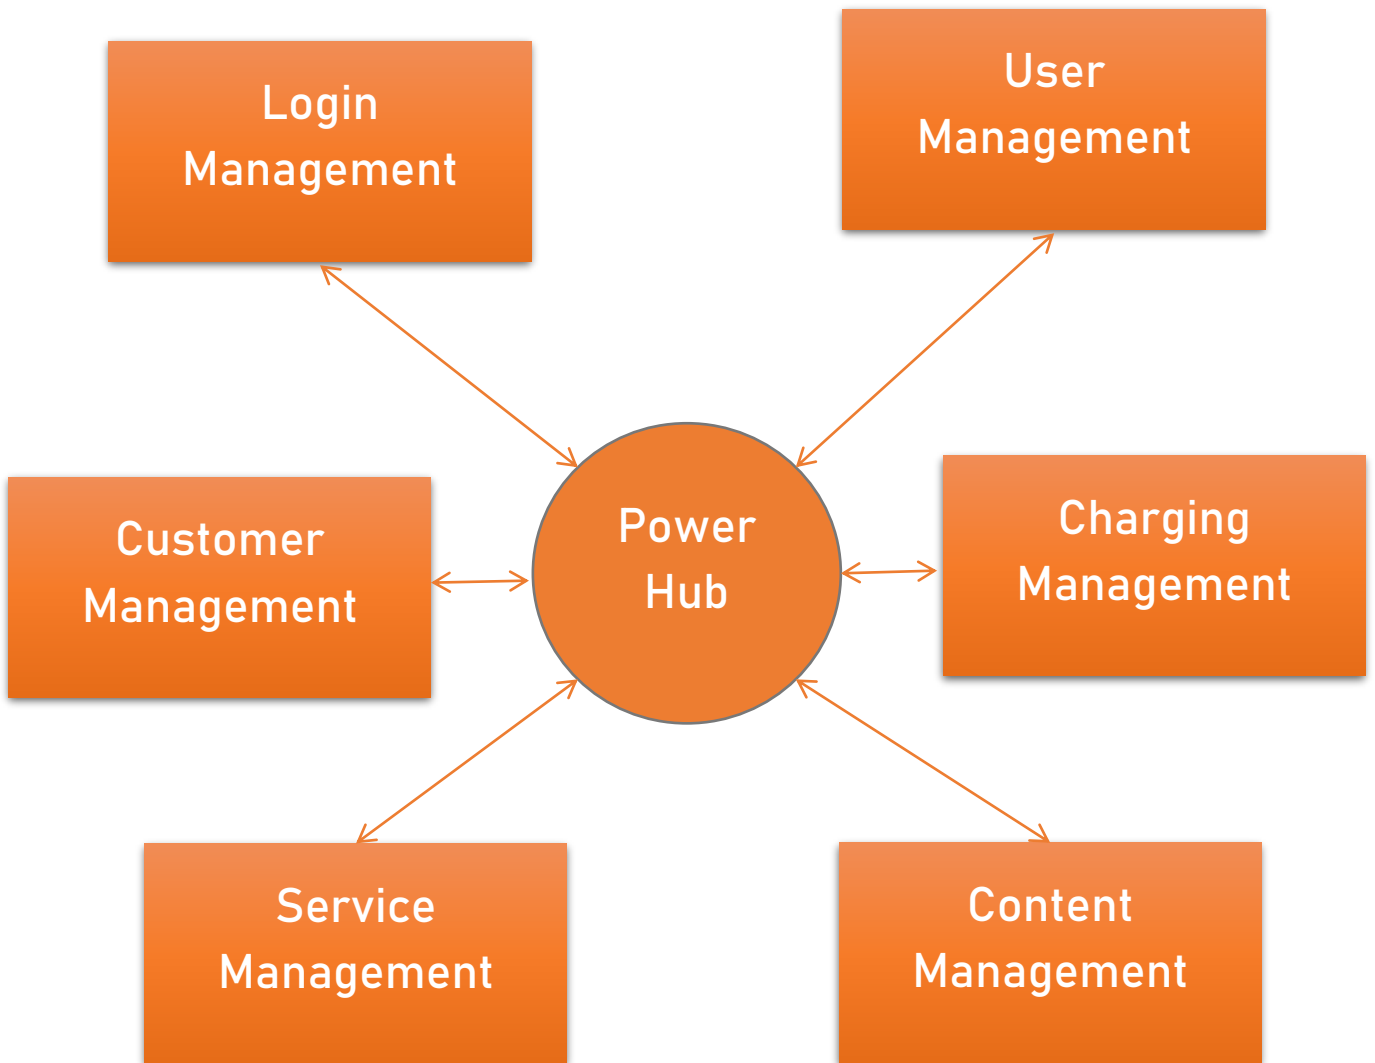 Login
Management
User
Management
Customer
Management
Power
Hub
Charging
Management
Service
Management
Content
Management